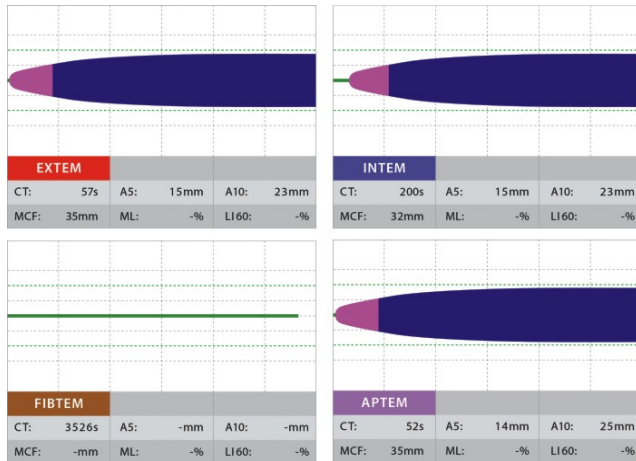 EXTEM
CT: 57s A5: 15mm A10: 23mm
MCF: 35mm ML: -% LI60: -%
INTEM
CT: 200s A5: 15mm A10: 23mm
MCF: 32mm ML: -% LI60: -%
FIBTEM
CT: 3526s A5: -mm A10: -mm
MCF: -mm ML: -% LI60: -%
APTEM
CT: 52s A5: 14mm A10: 25mm
MCF: 35mm ML: -% LI60: -%